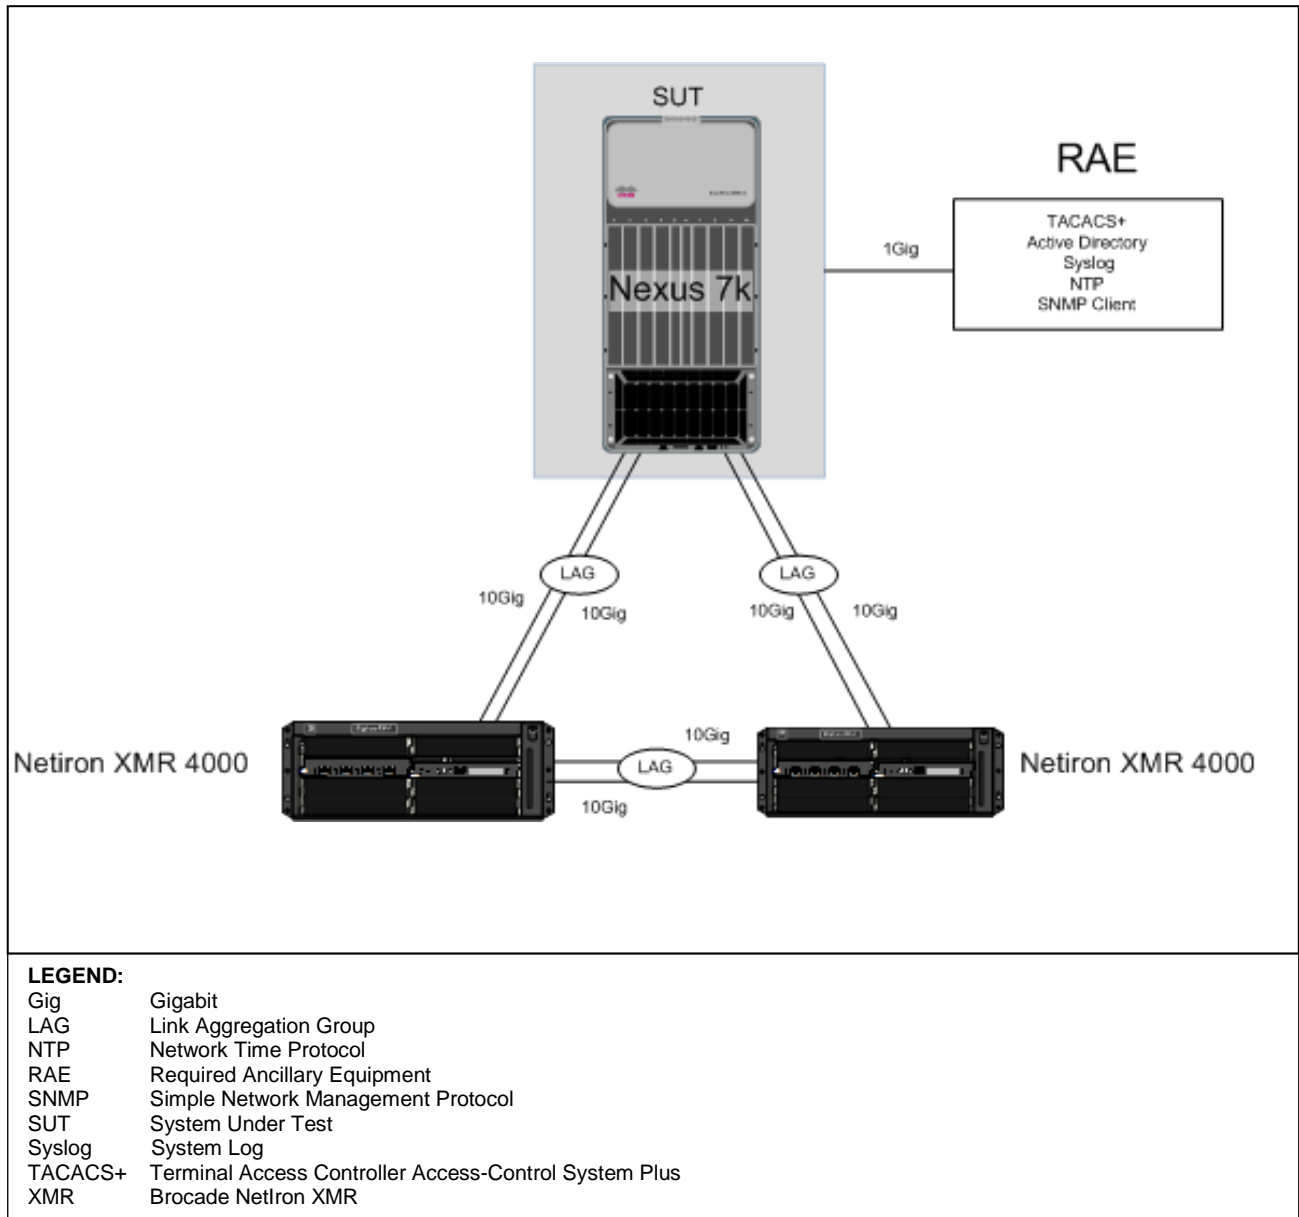 SUT
RAE
TACACS+
Active Directory
Syslog
NTP
SNMP Client
1Gig
Nexus 7k
LAG
LAG
10Gig
10Gig
10Gig
10Gig
Netiron XMR 4000
10Gig
LAG
10Gig
Netiron XMR 4000
LEGEND:
Gig Gigabit
LAG Link Aggregation Group
NTP Network Time Protocol
RAE Required Ancillary Equipment
SNMP Simple Network Management Protocol
SUT System Under Test
Syslog System Log
TACACS+ Terminal Access Controller Access-Control System Plus
XMR Brocade NetIron XMR